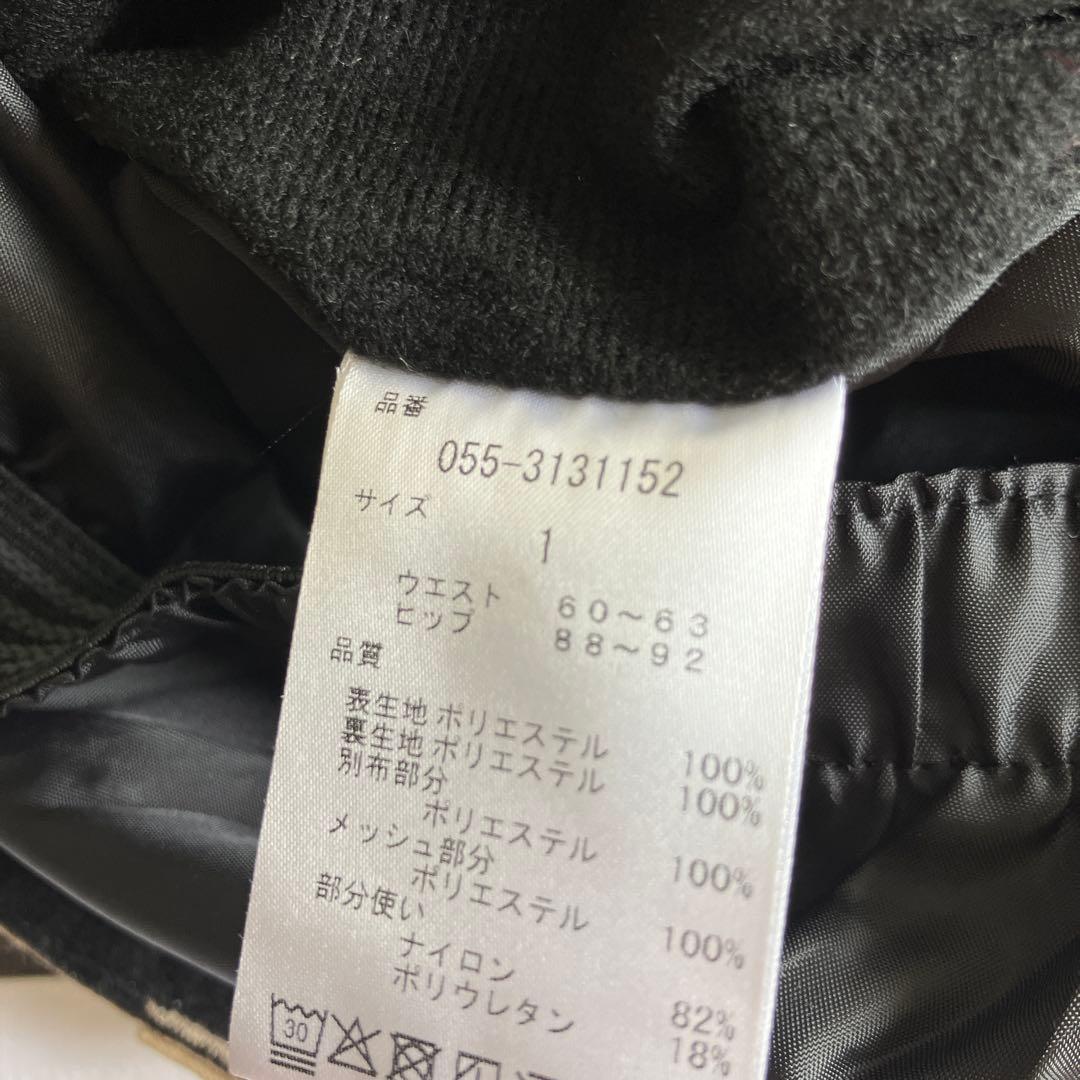 品番
055-3131152
サイズ
1
ウエスト 60～63
ヒップ 88～92
品質
表生地 ポリエステル 100%
裏生地 ポリエステル 100%
別布部分
ポリエステル 100%
メッシュ部分
ポリエステル 100%
部分使い
ナイロン 82%
ポリウレタン 18%
30